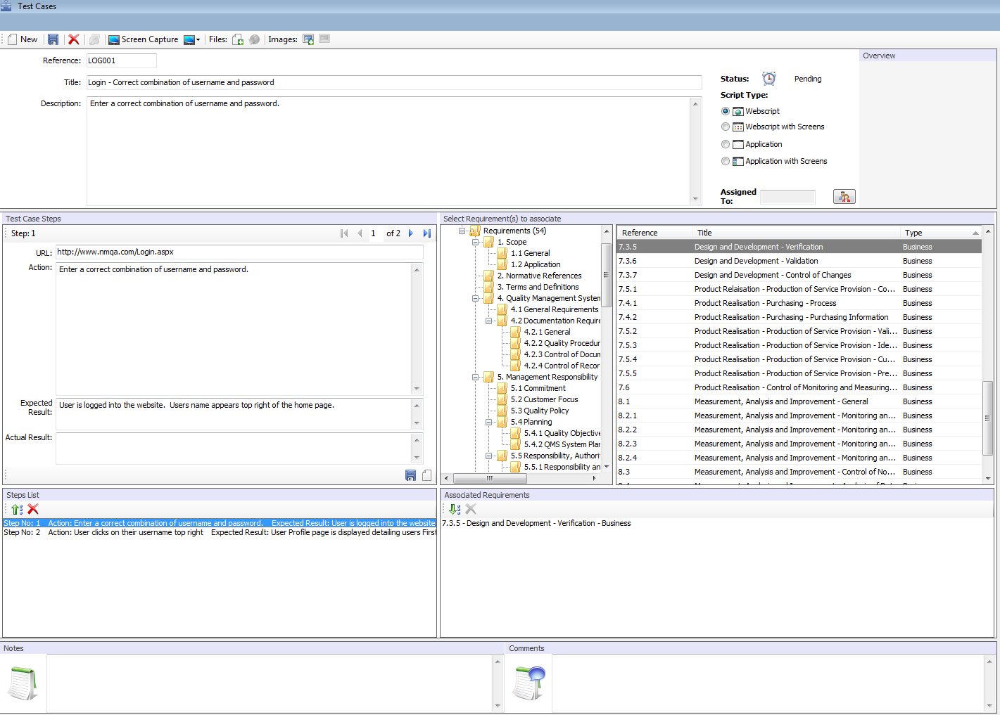 Test Cases
New
Screen Capture
Files:
Images:
Reference: LOG001
Title: Login - Correct combination of username and password
Description: Enter a correct combination of username and password.
Status: Pending
Script Type:
Webscript
Webscript with Screens
Application
Application with Screens
Assigned
To:
Overview
Test Case Steps
Step: 1
1 of 2
URL: http://www.nmqa.com/Login.aspx
Action: Enter a correct combination of username and password.
Expected
Result: User is logged into the website.  Users name appears top right of the home page.
Actual Result:
Select Requirement(s) to associate
Requirements (54)
1. Scope
1.1 General
1.2 Application
2. Normative References
3. Terms and Definitions
4. Quality Management System
4.1 General Requirements
4.2 Documentation Require
4.2.1 General
4.2.2 Quality Procedur
4.2.3 Control of Docum
4.2.4 Control of Recor
5. Management Responsibility
5.1 Commitment
5.2 Customer Focus
5.3 Quality Policy
5.4 Planning
5.4.1 Quality Objective
5.4.2 QMS System Plan
5.5 Responsibility, Authori
5.5.1 Responsibility an
Reference Title Type
7.3.5 Design and Development - Verification Business
7.3.6 Design and Development - Validation Business
7.3.7 Design and Development - Control of Changes Business
7.5.1 Product Relaisation - Production of Service Provision - Co... Business
7.4.1 Product Realisation - Purchasing - Process Business
7.4.2 Product Realisation - Purchasing - Purchasing Information Business
7.5.2 Product Realisation - Production of Service Provision - Vali... Business
7.5.3 Product Realisation - Production of Service Provision - Ide... Business
7.5.4 Product Realisation - Production of Service Provision - Cu... Business
7.5.5 Product Realisation - Production of Service Provision - Pre... Business
7.6 Product Realisation - Control of Monitoring and Measuring... Business
8.1 Measurement, Analysis and Improvement - General Business
8.2.1 Measurement, Analysis and Improvement - Monitoring an... Business
8.2.2 Measurement, Analysis and Improvement - Monitoring an... Business
8.2.3 Measurement, Analysis and Improvement - Monitoring an... Business
8.2.4 Measurement, Analysis and Improvement - Monitoring an... Business
8.3 Measurement, Analysis and Improvement - Control of No... Business
Steps List
Step No: 1 Action: Enter a correct combination of username and password. Expected Result: User is logged into the website
Step No: 2 Action: User clicks on their username top right Expected Result: User Profile page is displayed detailing users First
Associated Requirements
7.3.5 - Design and Development - Verification - Business
Notes
Comments